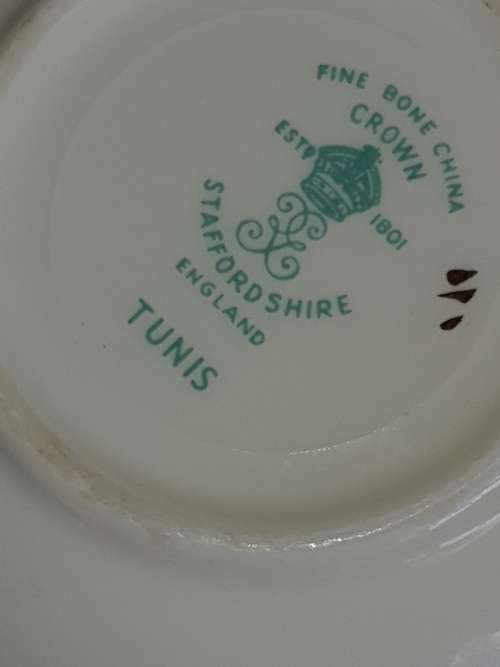 FINE BONE CHINA
CROWN
ESTD 1801
STAFFORDSHIRE
ENGLAND
TUNIS